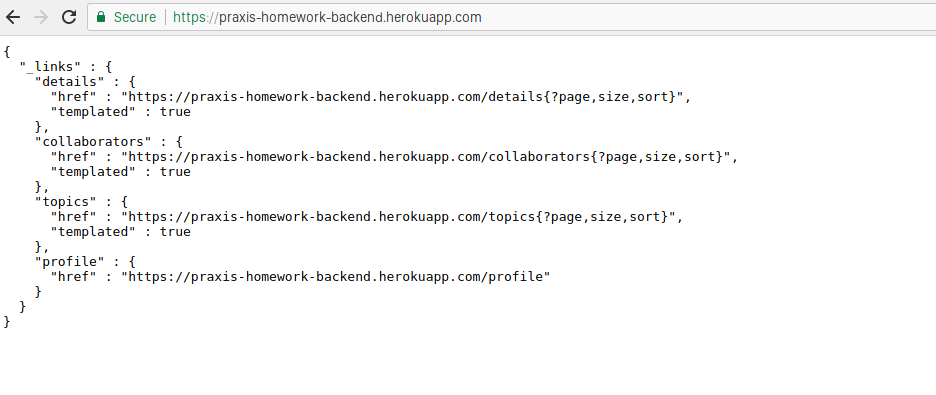 Secure | https://praxis-homework-backend.herokuapp.com
{
  "_links" : {
    "details" : {
      "href" : "https://praxis-homework-backend.herokuapp.com/details{?page,size,sort}",
      "templated" : true
    },
    "collaborators" : {
      "href" : "https://praxis-homework-backend.herokuapp.com/collaborators{?page,size,sort}",
      "templated" : true
    },
    "topics" : {
      "href" : "https://praxis-homework-backend.herokuapp.com/topics{?page,size,sort}",
      "templated" : true
    },
    "profile" : {
      "href" : "https://praxis-homework-backend.herokuapp.com/profile"
    }
  }
}